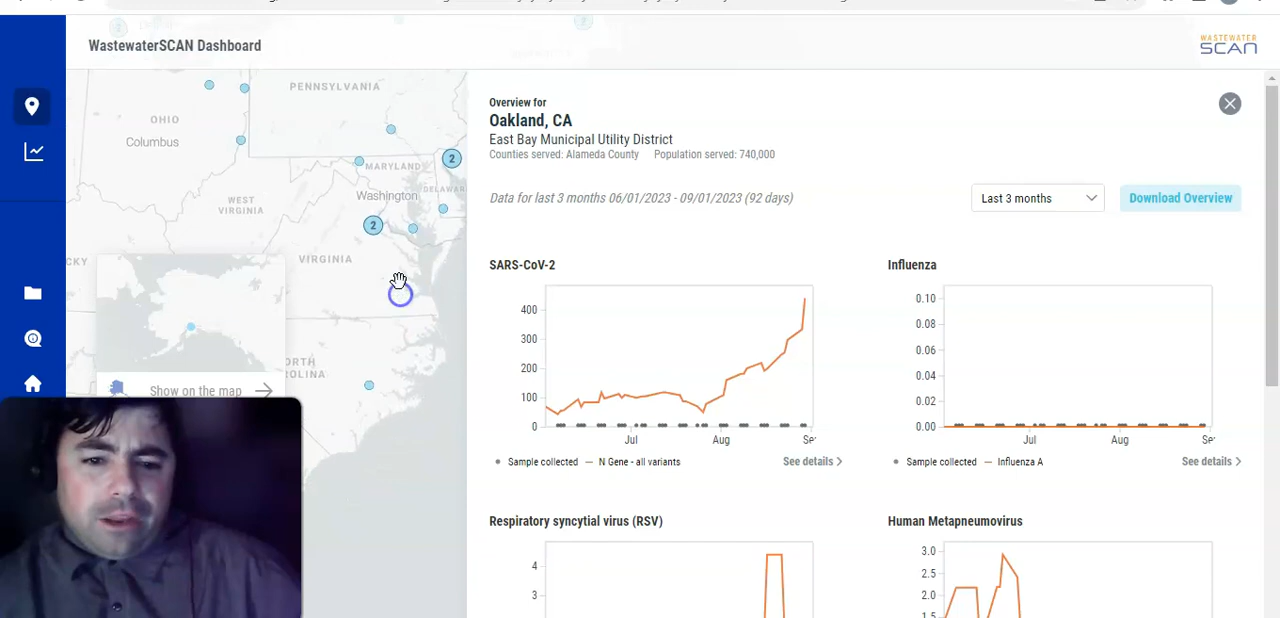 WastewaterSCAN Dashboard
WASTEWATER
SCAN
PENNSYLVANIA
OHIO
Columbus
2
MARYLAND
Washington
DELAWAR
WEST
VIRGINIA
2
VIRGINIA
CKY
ORTH
ROLINA
Show on the map
Overview for
Oakland, CA
East Bay Municipal Utility District
Counties served: Alameda County Population served: 740,000
Data for last 3 months 06/01/2023 - 09/01/2023 (92 days)
Last 3 months
Download Overview
SARS-CoV-2
400
300
200
100
0
Jul Aug Se
Sample collected N Gene - all variants
See details
Influenza
0.10
0.08
0.06
0.04
0.02
0.00
Jul Aug Se
Sample collected Influenza A
See details
Respiratory syncytial virus (RSV)
4
3
Human Metapneumovirus
3.0
2.5
2.0
1.5